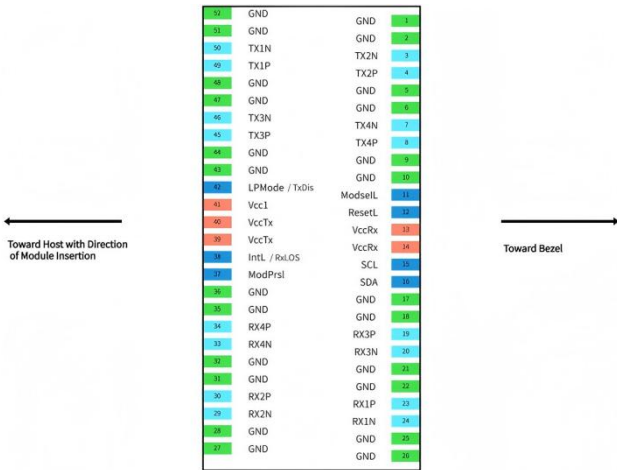 52 GND
51 GND
50 TX1N
49 TX1P
48 GND
47 GND
46 TX3N
45 TX3P
44 GND
43 GND
42 LPMode / TxDis
41 Vcc1
40 VccTx
39 VccTx
38 IntL / RxLOS
37 ModPrsl
36 GND
35 GND
34 RX4P
33 RX4N
32 GND
31 GND
30 RX2P
29 RX2N
28 GND
27 GND
GND 1
GND 2
TX2N 3
TX2P 4
GND 5
GND 6
TX4N 7
TX4P 8
GND 9
GND 10
ModselL 11
ResetL 12
VccRx 13
VccRx 14
SCL 15
SDA 16
GND 17
GND 18
RX3P 19
RX3N 20
GND 21
GND 22
RX1P 23
RX1N 24
GND 25
GND 26
Toward Host with Direction
of Module Insertion
Toward Bezel